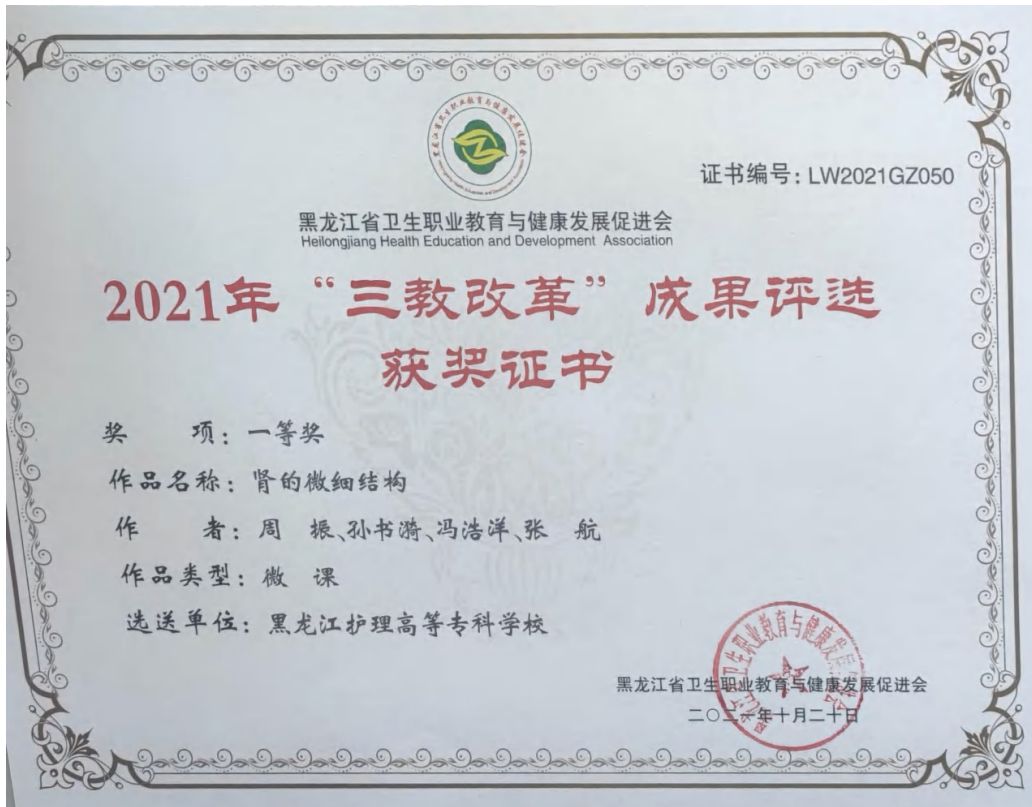 证书编号：LW2021GZ050
黑龙江省卫生职业教育与健康发展促进会
Heilongjiang Health Education and Development Association
2021年“三教改革”成果评选
获奖证书
奖 项：一等奖
作品名称：肾的微细结构
作 者：周 振、孙书漪、冯浩洋、张 航
作品类型：微 课
选送单位：黑龙江护理高等专科学校
黑龙江省卫生职业教育与健康发展促进会
二〇二一年十月二十日